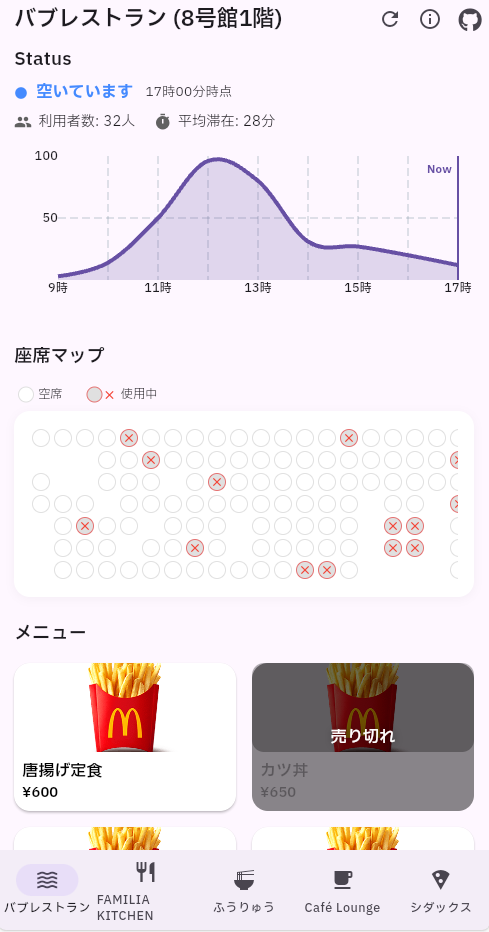 バブレストラン (8号館1階)
Status
空いています 17時00分時点
利用者数: 32人 平均滞在: 28分
100
Now
50
9時 11時 13時 15時 17時
座席マップ
空席 使用中
メニュー
売り切れ
唐揚げ定食 カツ丼
¥600 ¥650
バブレストラン FAMILIA KITCHEN ふうりゅう Café Lounge シダックス